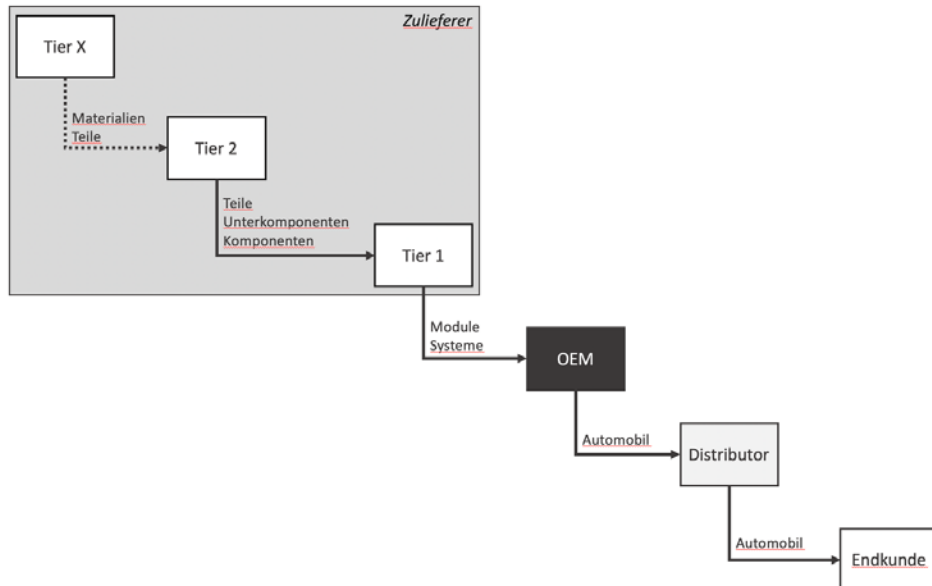 Zulieferer
Tier X
Materialien
Teile
Tier 2
Teile
Unterkomponenten
Komponenten
Tier 1
Module
Systeme
OEM
Automobil
Distributor
Automobil
Endkunde